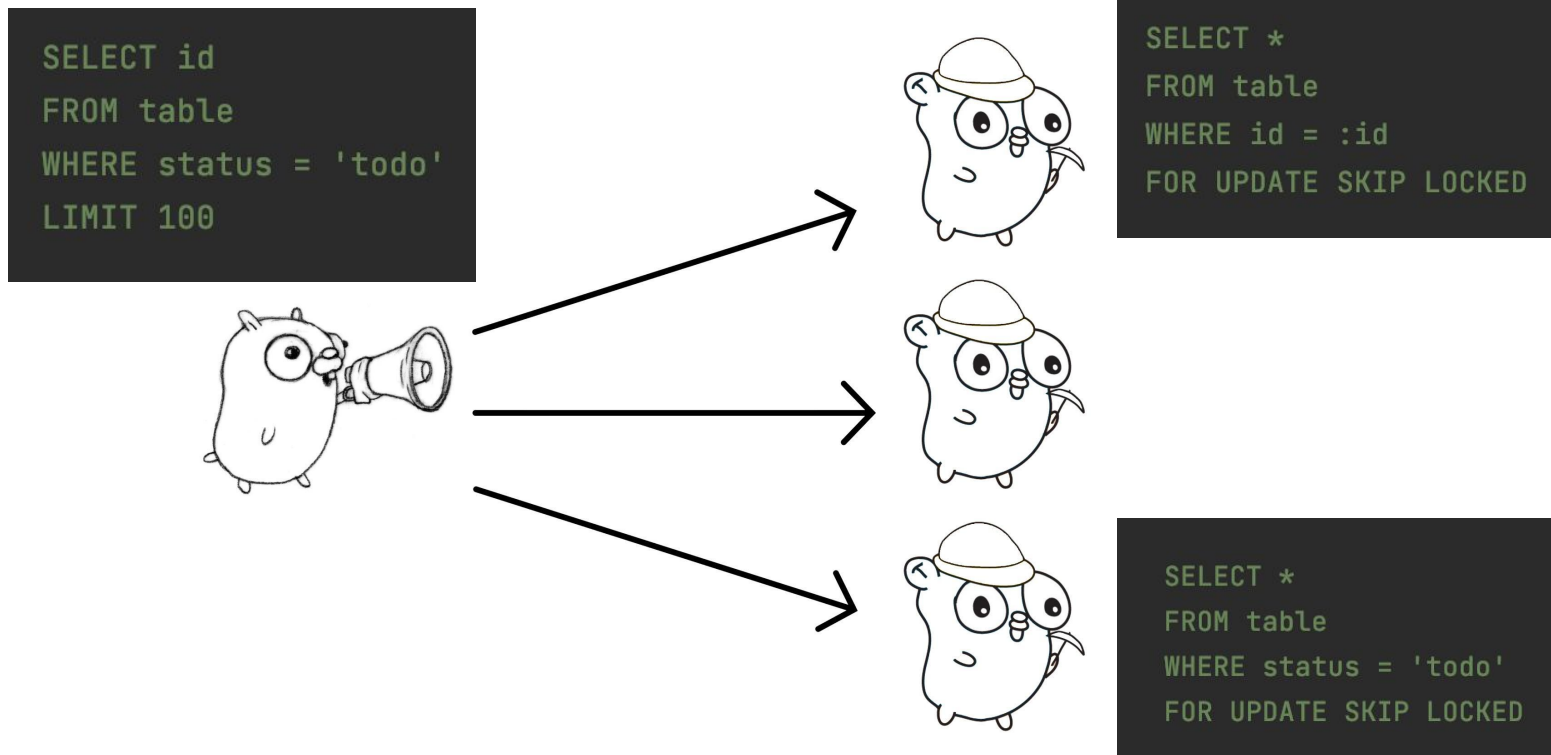 SELECT id
FROM table
WHERE status = 'todo'
LIMIT 100
SELECT *
FROM table
WHERE id = :id
FOR UPDATE SKIP LOCKED
SELECT *
FROM table
WHERE status = 'todo'
FOR UPDATE SKIP LOCKED